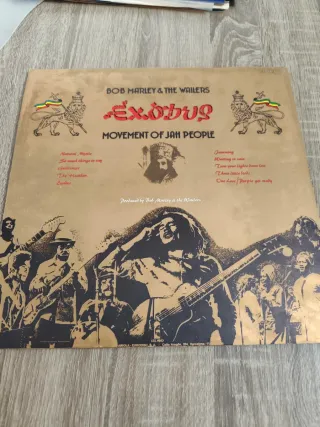 BOB MARLEY & THE WAILERS
Exodus
MOVEMENT OF JAH PEOPLE
Natural Mystic
So much things to say
Guiltiness
The Heathen
Exodus
Jamming
Waiting in vain
Turn your lights down low
Three little birds
One Love / People get ready
Produced by Bob Marley & the Wailers